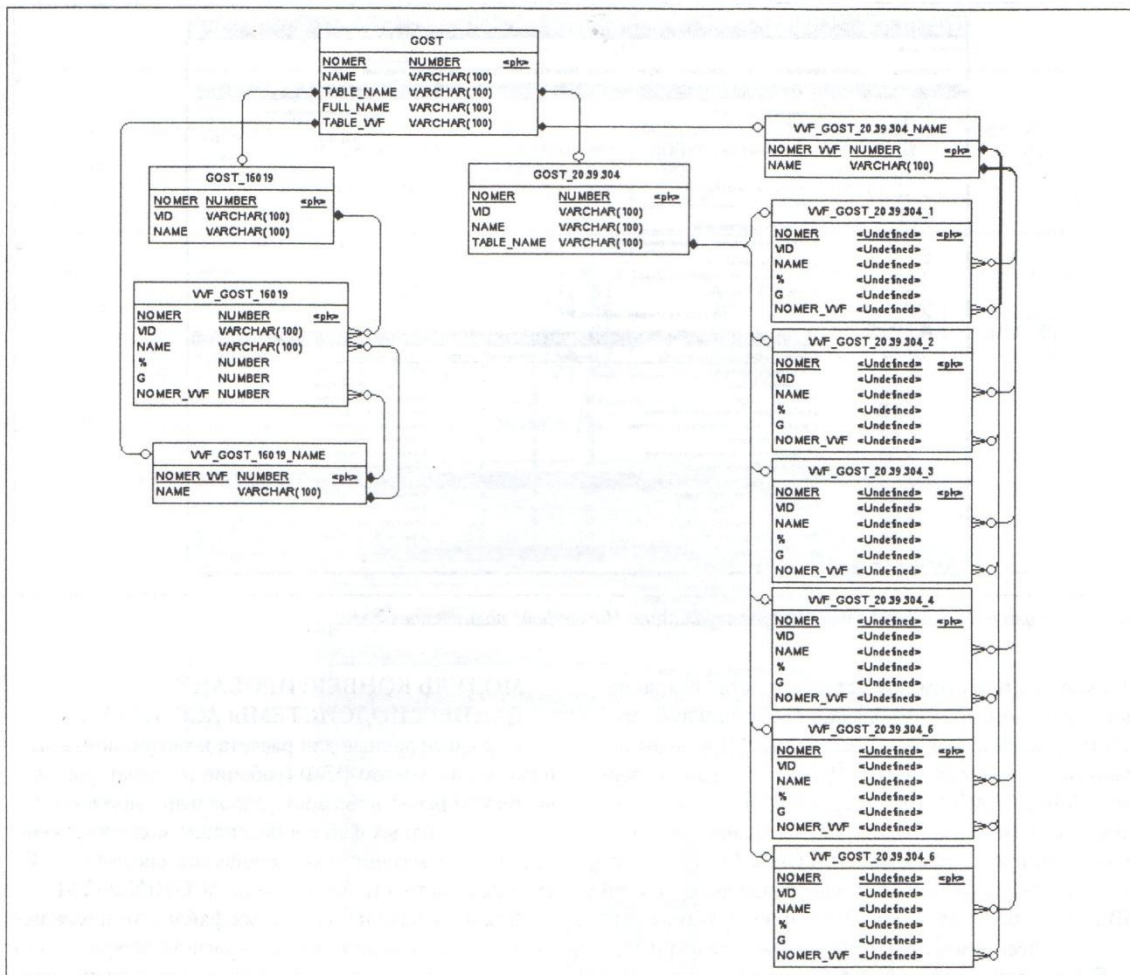 GOST
NOMER NUMBER <pk>
NAME VARCHAR(100)
TABLE_NAME VARCHAR(100)
FULL_NAME VARCHAR(100)
TABLE_VVF VARCHAR(100)
GOST_16019
NOMER NUMBER <pk>
VID VARCHAR(100)
NAME VARCHAR(100)
VVF_GOST_16019
NOMER NUMBER <pk>
VID VARCHAR(100)
NAME VARCHAR(100)
% NUMBER
G NUMBER
NOMER_VVF NUMBER
VVF_GOST_16019_NAME
NOMER_VVF NUMBER <pk>
NAME VARCHAR(100)
GOST_20.39.304
NOMER NUMBER <pk>
VID VARCHAR(100)
NAME VARCHAR(100)
TABLE_NAME VARCHAR(100)
VVF_GOST_20.39.304_NAME
NOMER_VVF NUMBER <pk>
NAME VARCHAR(100)
VVF_GOST_20.39.304_1
NOMER <Undefined> <pk>
VID <Undefined>
NAME <Undefined>
% <Undefined>
G <Undefined>
NOMER_VVF <Undefined>
VVF_GOST_20.39.304_2
NOMER <Undefined> <pk>
VID <Undefined>
NAME <Undefined>
% <Undefined>
G <Undefined>
NOMER_VVF <Undefined>
VVF_GOST_20.39.304_3
NOMER <Undefined> <pk>
VID <Undefined>
NAME <Undefined>
% <Undefined>
G <Undefined>
NOMER_VVF <Undefined>
VVF_GOST_20.39.304_4
NOMER <Undefined> <pk>
VID <Undefined>
NAME <Undefined>
% <Undefined>
G <Undefined>
NOMER_VVF <Undefined>
VVF_GOST_20.39.304_5
NOMER <Undefined> <pk>
VID <Undefined>
NAME <Undefined>
% <Undefined>
G <Undefined>
NOMER_VVF <Undefined>
VVF_GOST_20.39.304_6
NOMER <Undefined> <pk>
VID <Undefined>
NAME <Undefined>
% <Undefined>
G <Undefined>
NOMER_VVF <Undefined>